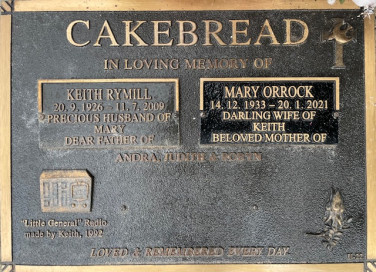 CAKEBREAD
IN LOVING MEMORY OF
KEITH RYMILL
20. 9. 1926 - 11. 7. 2009
PRECIOUS HUSBAND OF
MARY
DEAR FATHER OF
MARY ORROCK
14. 12. 1933 - 20. 1. 2021
DARLING WIFE OF
KEITH
BELOVED MOTHER OF
ANDRA, JUDITH
"Little General" Radio
made by Keith, 1992
LOVED & REMEMBERED EVERY DAY